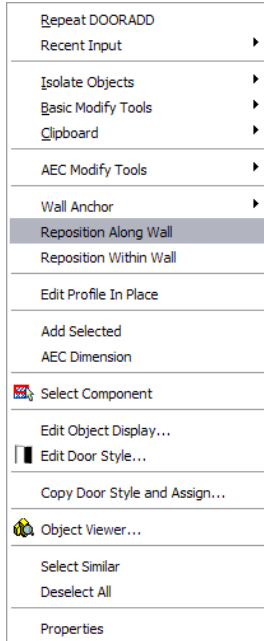 Repeat DOORADD
Recent Input
Isolate Objects
Basic Modify Tools
Clipboard
AEC Modify Tools
Wall Anchor
Reposition Along Wall
Reposition Within Wall
Edit Profile In Place
Add Selected
AEC Dimension
Select Component
Edit Object Display...
Edit Door Style...
Copy Door Style and Assign...
Object Viewer...
Select Similar
Deselect All
Properties